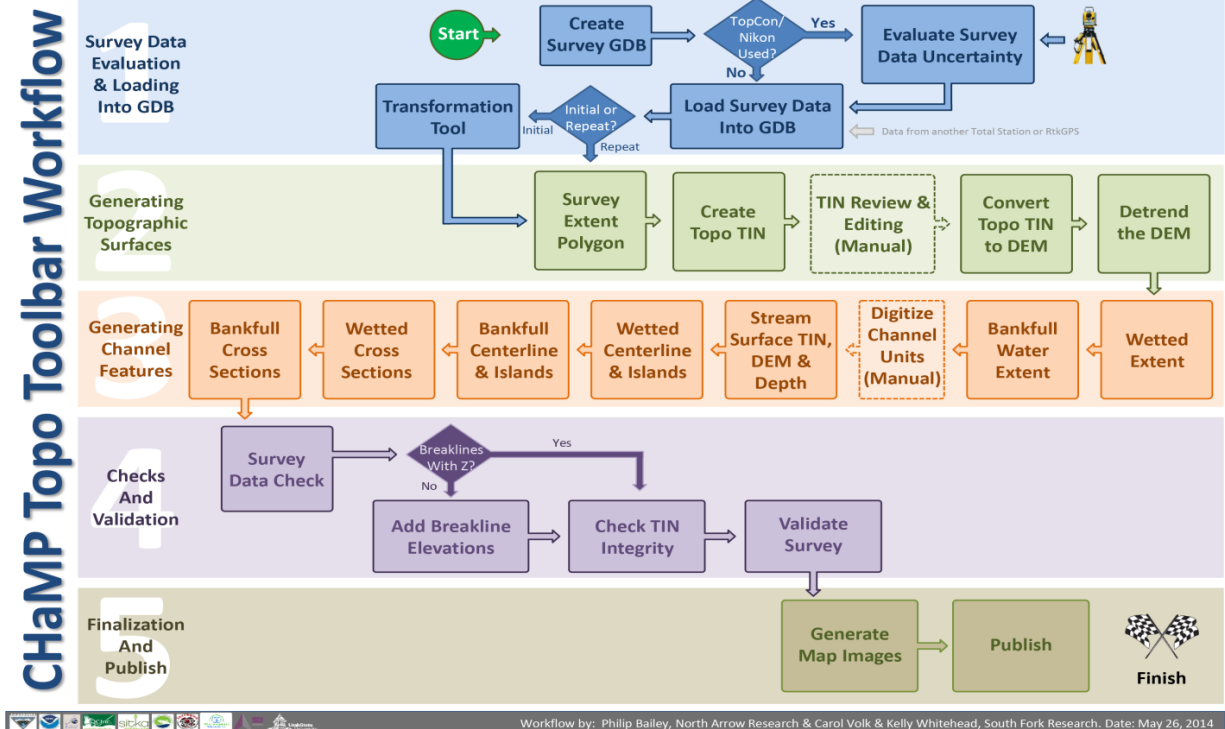 CHaMP Topo Toolbar Workflow
1
Survey Data
Evaluation
& Loading
Into GDB
Start
Create
Survey GDB
TopCon/
Nikon
Used?
Yes
No
Evaluate Survey
Data Uncertainty
Load Survey Data
Into GDB
Data from another Total Station or RtkGPS
Initial or
Repeat?
Initial
Repeat
Transformation
Tool
2
Generating
Topographic
Surfaces
Survey
Extent
Polygon
Create
Topo TIN
TIN Review &
Editing
(Manual)
Convert
Topo TIN
to DEM
Detrend
the DEM
3
Generating
Channel
Features
Bankfull
Cross
Sections
Wetted
Cross
Sections
Bankfull
Centerline
& Islands
Wetted
Centerline
& Islands
Stream
Surface TIN,
DEM &
Depth
Digitize
Channel
Units
(Manual)
Bankfull
Water
Extent
Wetted
Extent
4
Checks
And
Validation
Survey
Data Check
Breaklines
With Z?
Yes
No
Add Breakline
Elevations
Check TIN
Integrity
Validate
Survey
5
Finalization
And
Publish
Generate
Map Images
Publish
Finish
sitka
Workflow by: Philip Bailey, North Arrow Research & Carol Volk & Kelly Whitehead, South Fork Research. Date: May 26, 2014